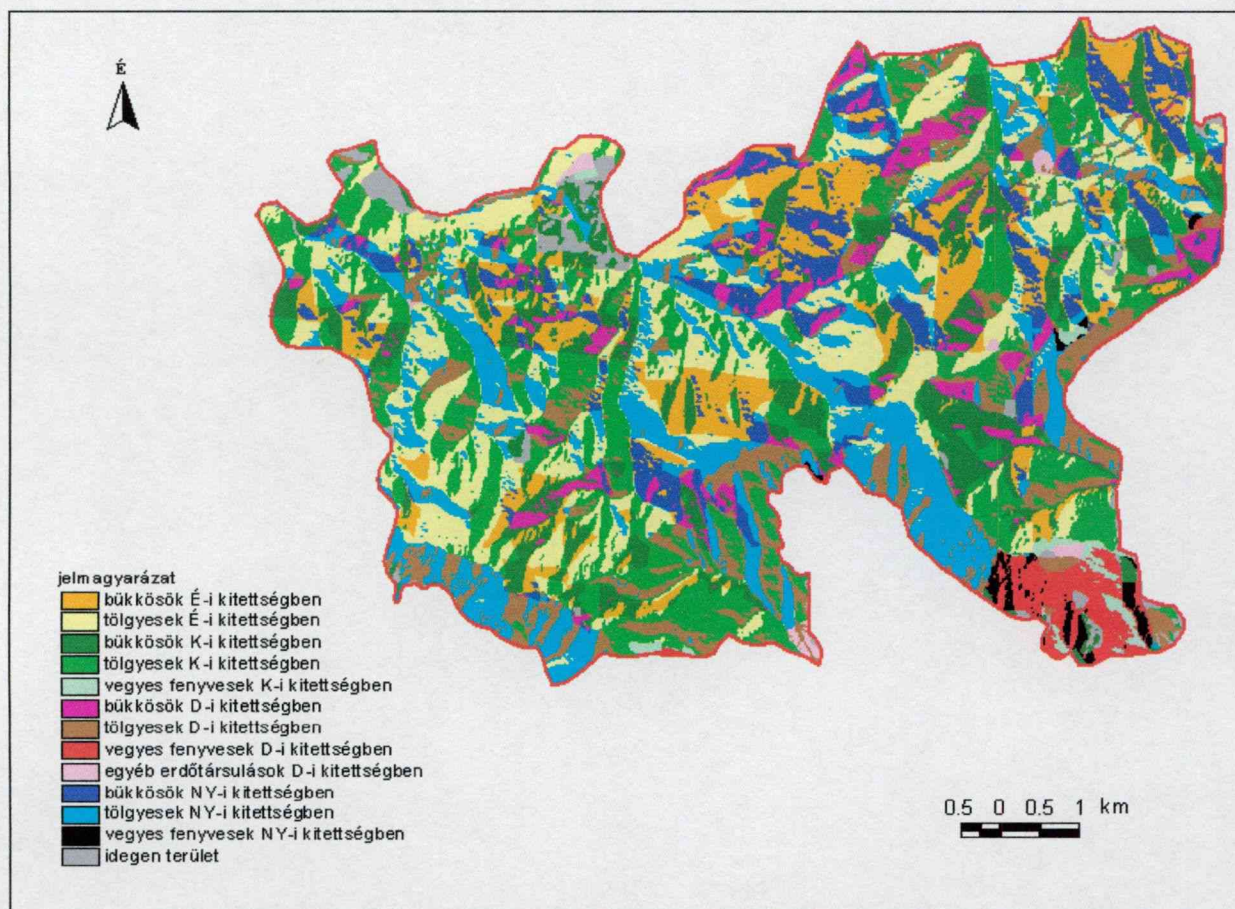 É
jelmagyarázat
bükkösök É-i kitettségben
tölgyesek É-i kitettségben
bükkösök K-i kitettségben
tölgyesek K-i kitettségben
vegyes fenyvesek K-i kitettségben
bükkösök D-i kitettségben
tölgyesek D-i kitettségben
vegyes fenyvesek D-i kitettségben
egyéb erdőtársulások D-i kitettségben
bükkösök NY-i kitettségben
tölgyesek NY-i kitettségben
vegyes fenyvesek NY-i kitettségben
idegen terület
0.5 0 0.5 1 km